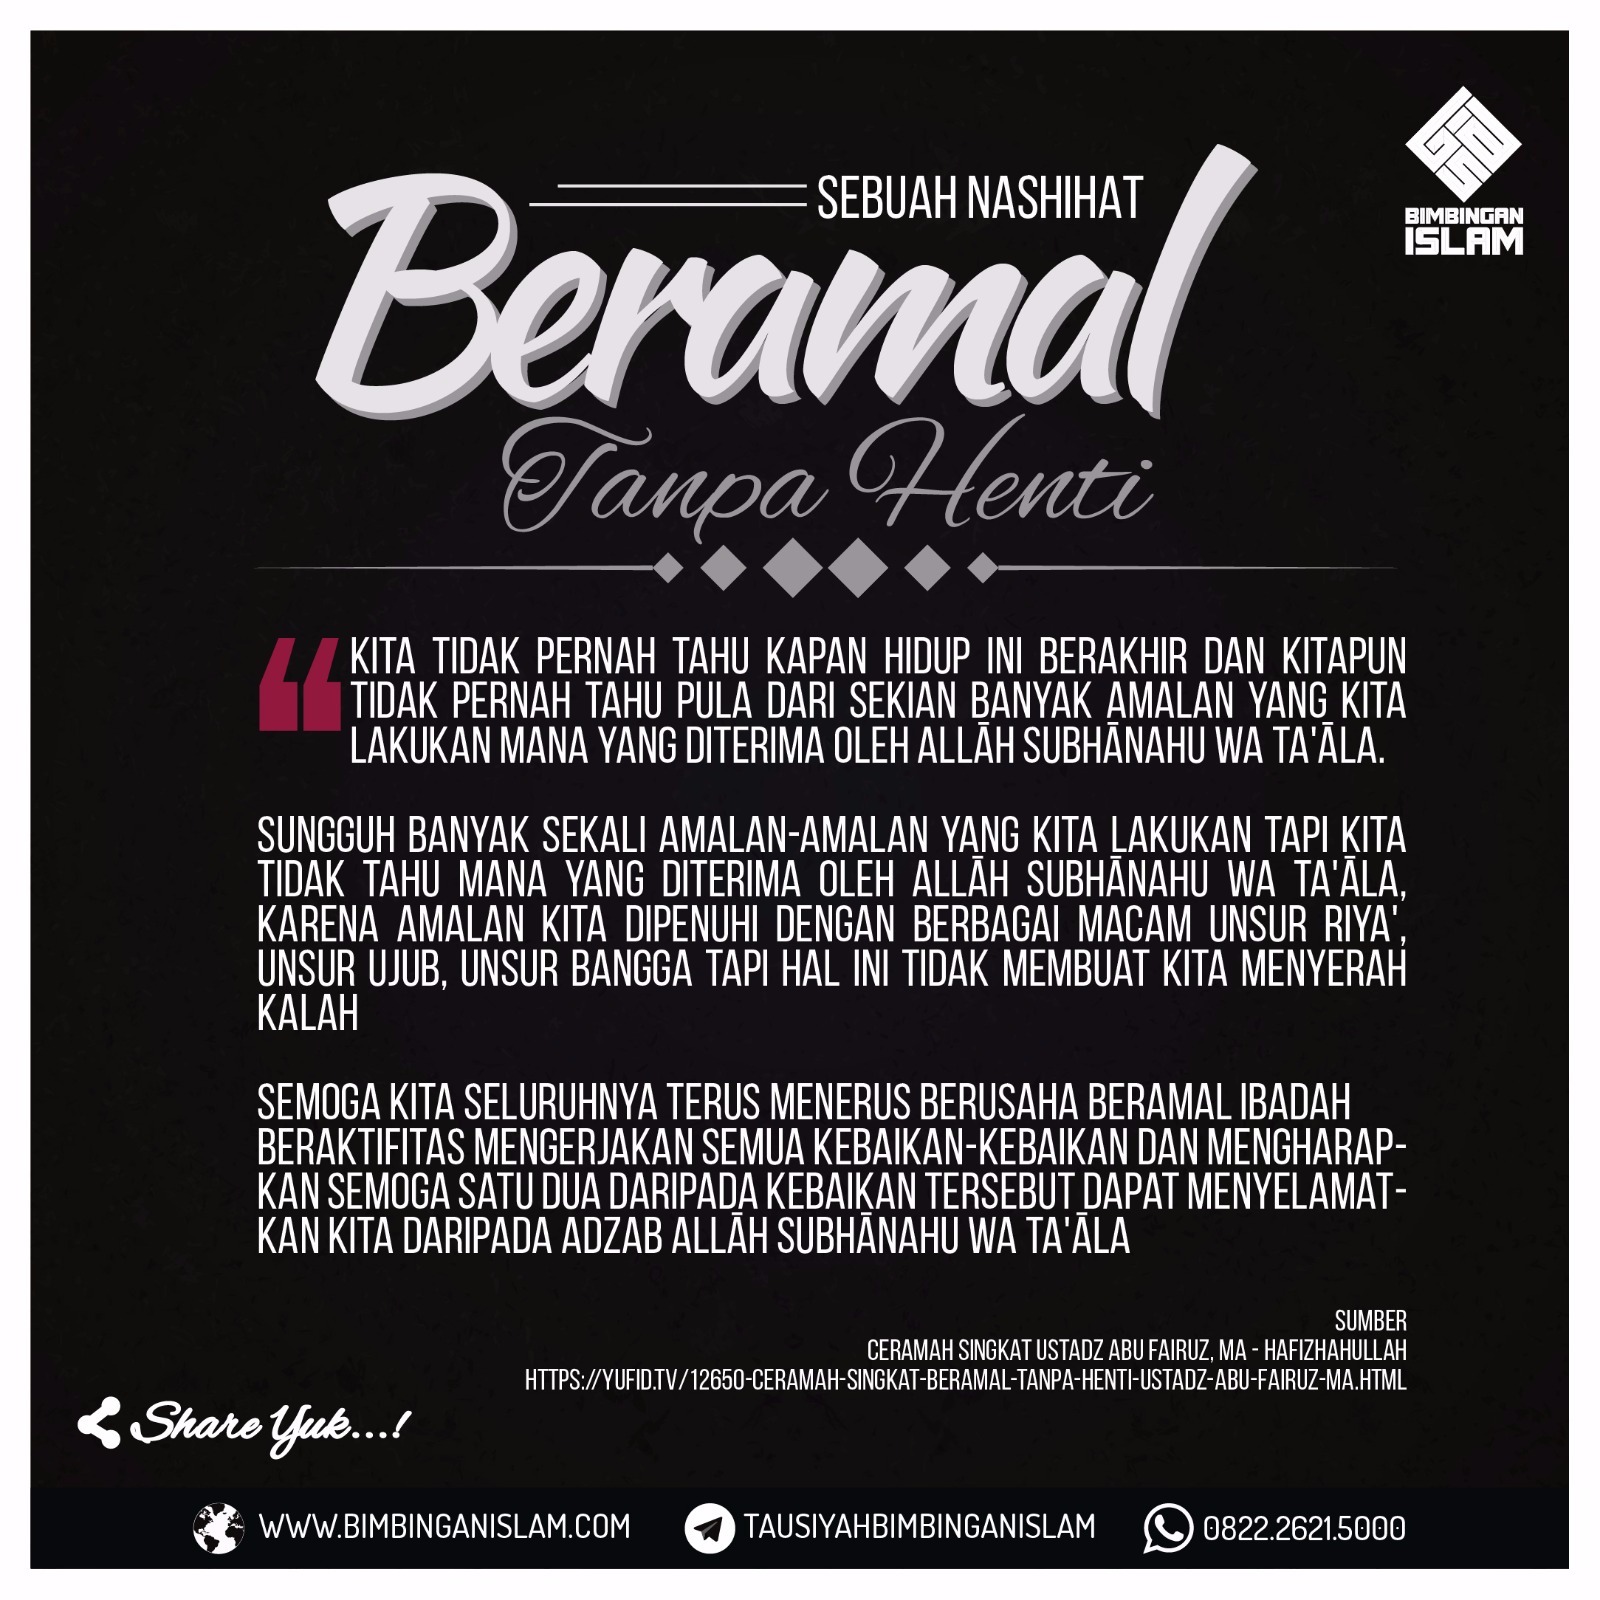 SEBUAH NASHIHAT
BIMBINGAN
ISLAM
Beramal
Tanpa Henti
“KITA TIDAK PERNAH TAHU KAPAN HIDUP INI BERAKHIR DAN KITAPUN
TIDAK PERNAH TAHU PULA DARI SEKIAN BANYAK AMALAN YANG KITA
LAKUKAN MANA YANG DITERIMA OLEH ALLĀH SUBHĀNAHU WA TA'ĀLA.
SUNGGUH BANYAK SEKALI AMALAN-AMALAN YANG KITA LAKUKAN TAPI KITA
TIDAK TAHU MANA YANG DITERIMA OLEH ALLĀH SUBHĀNAHU WA TA'ĀLA,
KARENA AMALAN KITA DIPENUHI DENGAN BERBAGAI MACAM UNSUR RIYA',
UNSUR UJUB, UNSUR BANGGA TAPI HAL INI TIDAK MEMBUAT KITA MENYERAH
KALAH
SEMOGA KITA SELURUHNYA TERUS MENERUS BERUSAHA BERAMAL IBADAH
BERAKTIFITAS MENGERJAKAN SEMUA KEBAIKAN-KEBAIKAN DAN MENGHARAP-
KAN SEMOGA SATU DUA DARIPADA KEBAIKAN TERSEBUT DAPAT MENYELAMAT-
KAN KITA DARIPADA ADZAB ALLĀH SUBHĀNAHU WA TA'ĀLA
SUMBER
CERAMAH SINGKAT USTADZ ABU FAIRUZ, MA - HAFIZHAHULLAH
HTTPS://YUFID.TV/12650-CERAMAH-SINGKAT-BERAMAL-TANPA-HENTI-USTADZ-ABU-FAIRUZ-MA.HTML
Share Yuk...!
WWW.BIMBINGANISLAM.COM
TAUSIYAHBIMBINGANISLAM
0822.2621.5000